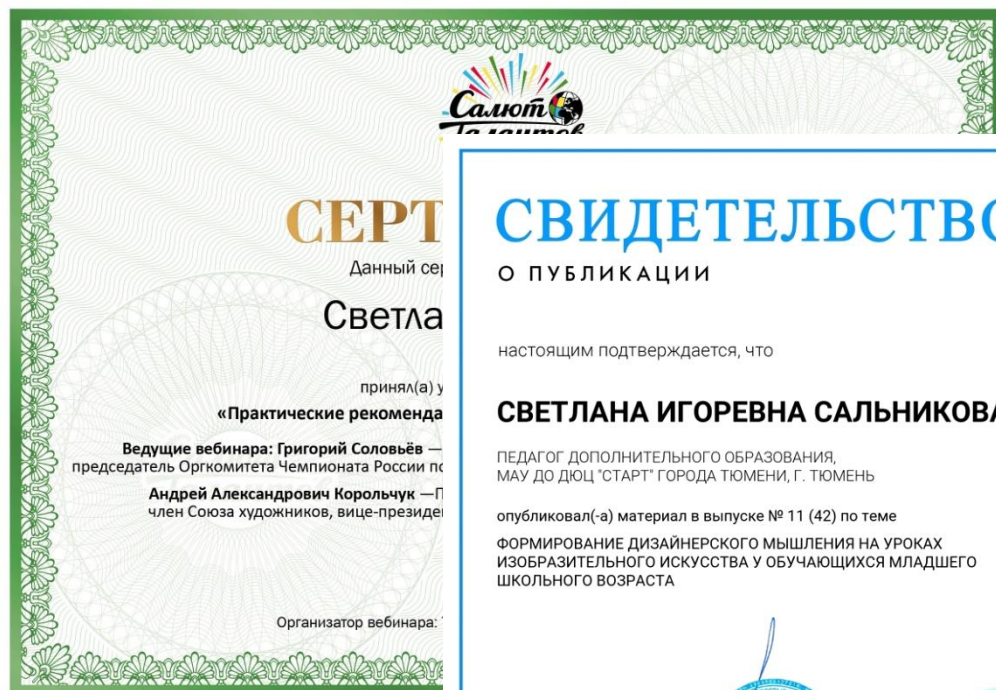 Салют
Талантов
СЕРТ
Данный сер
Светла
принял(а) у
«Практические рекоменда
Ведущие вебинара: Григорий Соловьёв —
председатель Оргкомитета Чемпионата России по
Андрей Александрович Корольчук —П
член Союза художников, вице-президе
Организатор вебинара:
СВИДЕТЕЛЬСТВО
О ПУБЛИКАЦИИ
настоящим подтверждается, что
СВЕТЛАНА ИГОРЕВНА САЛЬНИКОВА
ПЕДАГОГ ДОПОЛНИТЕЛЬНОГО ОБРАЗОВАНИЯ,
МАУ ДО ДЮЦ "СТАРТ" ГОРОДА ТЮМЕНИ, Г. ТЮМЕНЬ
опубликовал(-а) материал в выпуске № 11 (42) по теме
ФОРМИРОВАНИЕ ДИЗАЙНЕРСКОГО МЫШЛЕНИЯ НА УРОКАХ
ИЗОБРАЗИТЕЛЬНОГО ИСКУССТВА У ОБУЧАЮЩИХСЯ МЛАДШЕГО
ШКОЛЬНОГО ВОЗРАСТА